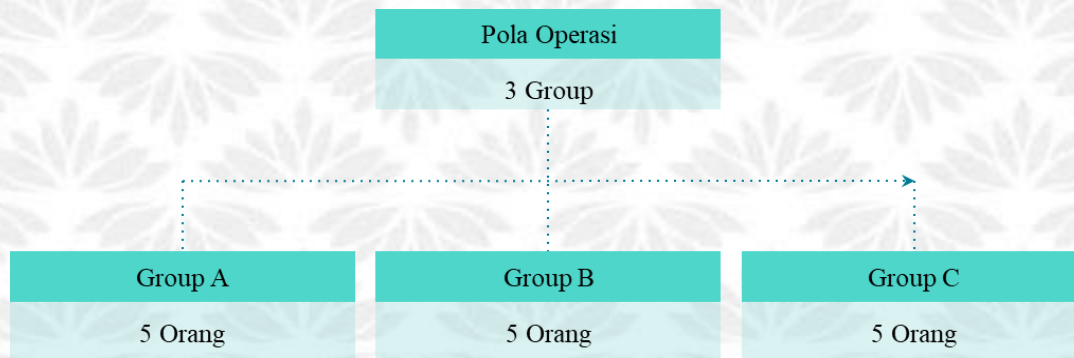 Pola Operasi
3 Group
Group A
5 Orang
Group B
5 Orang
Group C
5 Orang